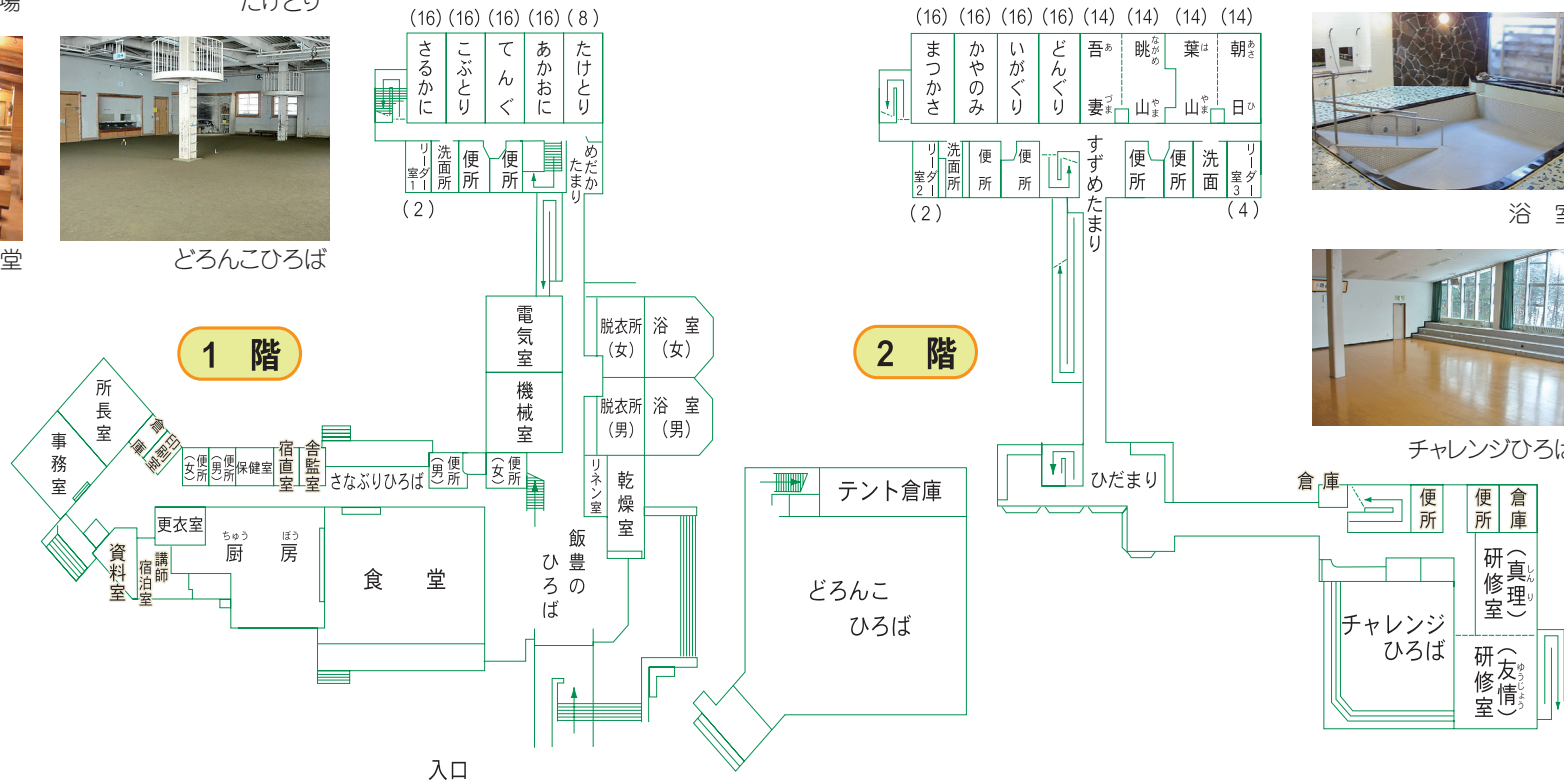 場
たけとり
堂
どろんこひろば
1 階
(16) (16) (16) (16) (8)
さるかに
こぶとり
てんぐ
あかおに
たけとり
リーダー室1
洗面所
便所
便所
めだかたまり
(2)
電気室
機械室
脱衣所(女)
浴 室(女)
脱衣所(男)
浴 室(男)
リネン室
乾燥室
所長室
事務室
倉庫
印刷室
便所(女)
便所(男)
保健室
宿直室
舎監室
さなぶりひろば
便所(男)
便所(女)
更衣室
資料室
講師宿泊室
ちゅう ぼう
厨 房
食 堂
飯豊の
ひろば
入口
2 階
(16) (16) (16) (16) (14) (14) (14) (14)
まつかさ
かやのみ
いがぐり
どんぐり
吾妻
あづま
眺山
ながめやま
葉山
はやま
朝日
あさひ
リーダー室2
洗面所
便所
便所
すずめたまり
便所
便所
洗面
リーダー室3
(2)
(4)
テント倉庫
どろんこ
ひろば
ひだまり
倉庫
便所
便所
倉庫
研修室(真理)
しんり
チャレンジ
ひろば
研修室(友情)
ゆうじょう
浴 室
チャレンジひろば